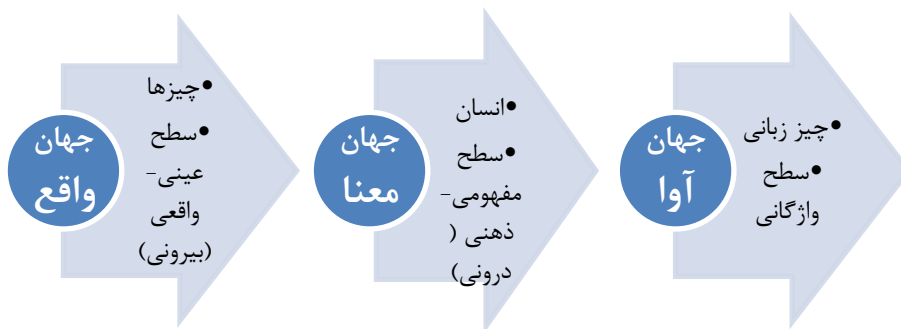 جهان
واقع
•چیزها
•سطح
عینی-
واقعی
(بیرونی)
جهان
معنا
•انسان
•سطح
مفهومی-
ذهنی (
درونی)
جهان
آوا
•چیز زبانی
•سطح
واژگانی